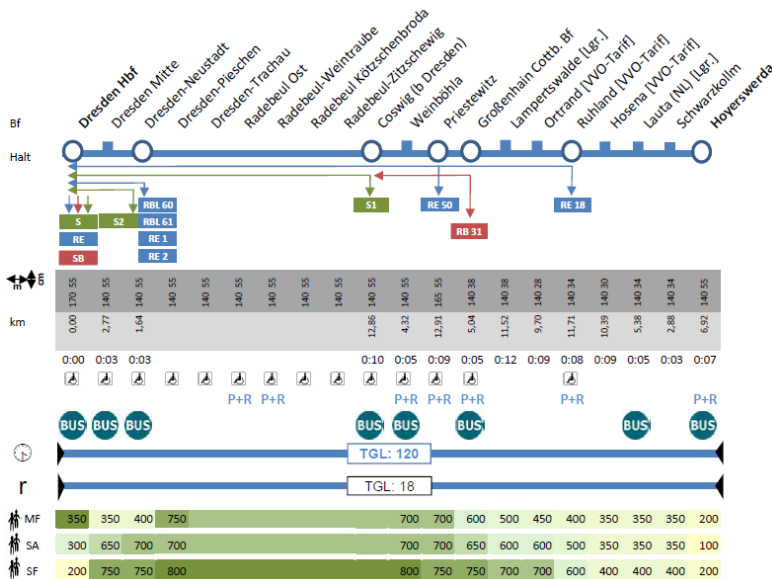 Dresden Hbf
Dresden Mitte
Dresden-Neustadt
Dresden-Pieschen
Dresden-Trachau
Radebeul Ost
Radebeul-Weintraube
Radebeul Kötzschenbroda
Radebeul-Zitzschewig
Coswig (b Dresden)
Weinböhla
Priestewitz
Großenhain Cottb. Bf
Lampertswalde [Lgr.]
Ortrand [VVO-Tarif]
Ruhland [VVO-Tarif]
Hosena [VVO-Tarif]
Lauta (NL) [Lgr.]
Schwarzkollm
Hoyerswerda
Bf
Halt
S S2 RBL 60 S1 RE 50 RE 18
RBL 61
RE RE 1 RB 31
SB RE 2
m cm 170 55 140 55 140 55 140 55 140 55 140 55 140 55 140 55 140 55 140 55 140 55 165 55 140 38 140 38 140 28 140 34 140 30 140 34 140 34 140 55
km 0,00 2,77 1,64 12,86 4,32 12,91 5,04 11,52 9,70 11,71 10,39 5,38 2,88 6,92
0:00 0:03 0:03 0:10 0:05 0:09 0:05 0:12 0:09 0:08 0:09 0:05 0:03 0:07
P+R P+R P+R P+R P+R P+R P+R
BUS BUS BUS BUS BUS BUS BUS BUS
TGL: 120
r TGL: 18
MF 350 350 400 750 700 700 600 500 450 400 350 350 350 200
SA 300 650 700 700 700 700 650 600 600 500 350 350 350 100
SF 200 750 750 800 800 750 750 700 700 600 400 400 400 200